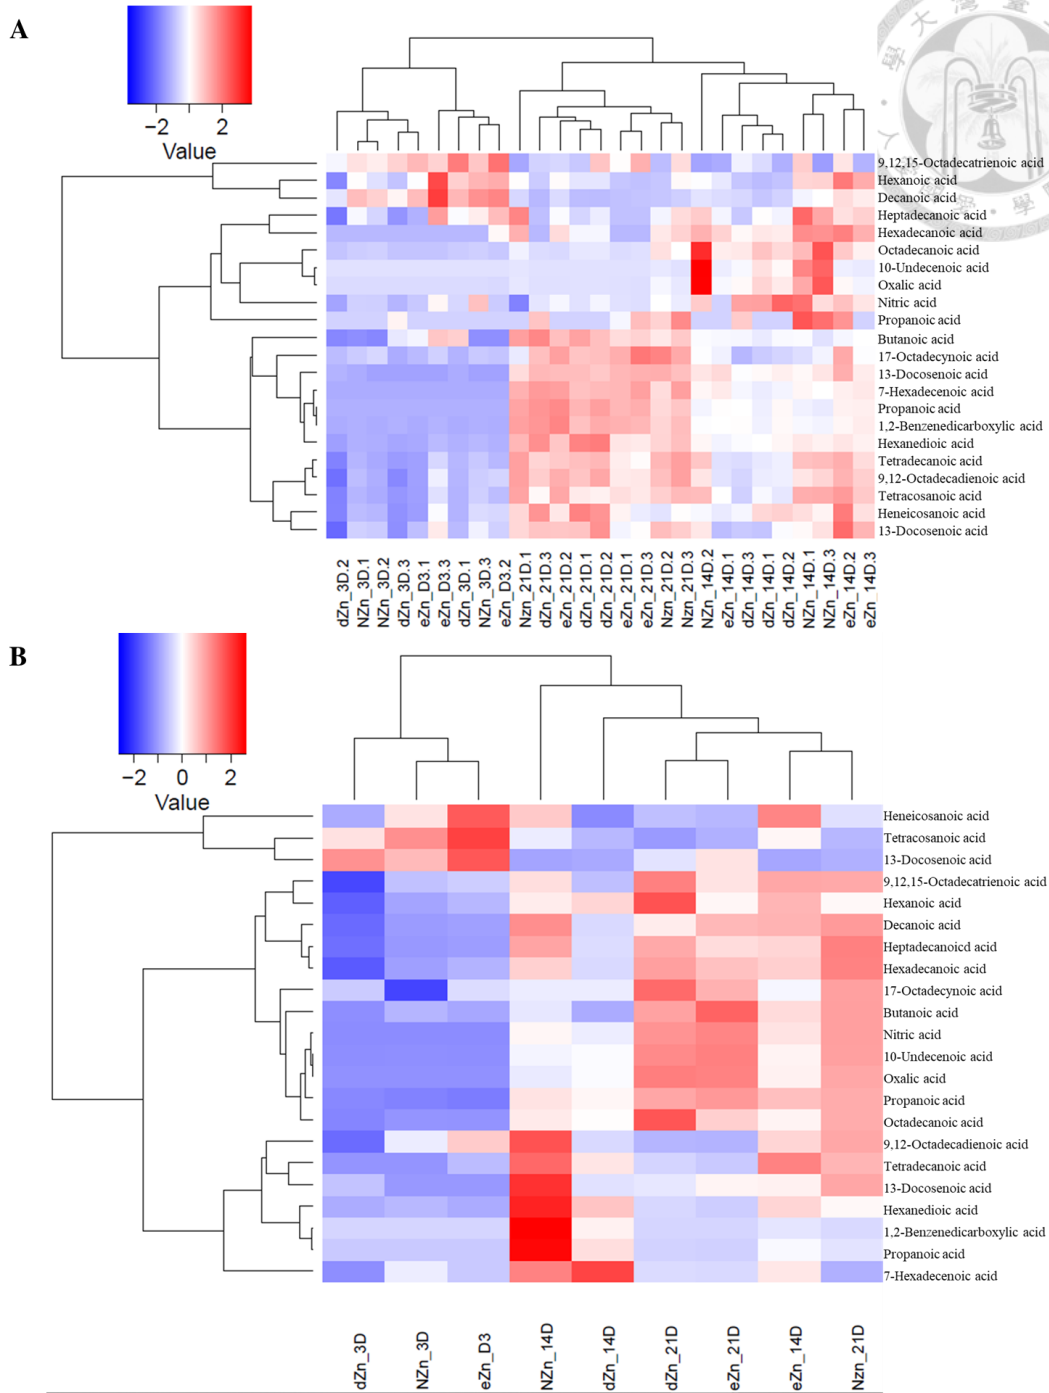 A
−2 2
Value
大 灣 臺
學
學
9,12,15-Octadecatrienoic acid
Hexanoic acid
Decanoic acid
Heptadecanoic acid
Hexadecanoic acid
Octadecanoic acid
10-Undecenoic acid
Oxalic acid
Nitric acid
Propanoic acid
Butanoic acid
17-Octadecynoic acid
13-Docosenoic acid
7-Hexadecenoic acid
Propanoic acid
1,2-Benzenedicarboxylic acid
Hexanedioic acid
Tetradecanoic acid
9,12-Octadecadienoic acid
Tetracosanoic acid
Heneicosanoic acid
13-Docosenoic acid
dZn_3D.2
NZn_3D.1
NZn_3D.2
dZn_3D.3
eZn_D3.1
eZn_D3.3
dZn_3D.1
NZn_3D.3
eZn_D3.2
Nzn_21D.1
dZn_21D.3
eZn_21D.2
dZn_21D.1
dZn_21D.2
eZn_21D.1
eZn_21D.3
Nzn_21D.2
Nzn_21D.3
NZn_14D.2
eZn_14D.1
dZn_14D.3
dZn_14D.1
dZn_14D.2
NZn_14D.1
NZn_14D.3
eZn_14D.2
eZn_14D.3
B
−2 0 2
Value
Heneicosanoic acid
Tetracosanoic acid
13-Docosenoic acid
9,12,15-Octadecatrienoic acid
Hexanoic acid
Decanoic acid
Heptadecanoicd acid
Hexadecanoic acid
17-Octadecynoic acid
Butanoic acid
Nitric acid
10-Undecenoic acid
Oxalic acid
Propanoic acid
Octadecanoic acid
9,12-Octadecadienoic acid
Tetradecanoic acid
13-Docosenoic acid
Hexanedioic acid
1,2-Benzenedicarboxylic acid
Propanoic acid
7-Hexadecenoic acid
dZn_3D
NZn_3D
eZn_D3
NZn_14D
dZn_14D
dZn_21D
eZn_21D
eZn_14D
Nzn_21D